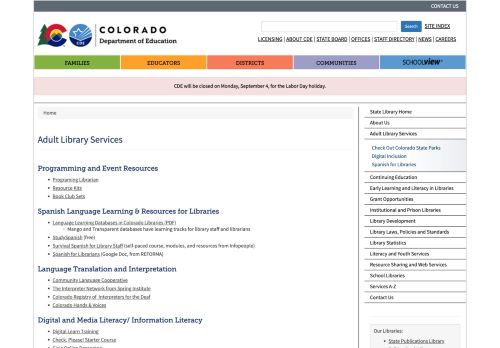 CONTACT US
COLORADO
Department of Education
CDE
Search
SITE INDEX
LICENSING | ABOUT CDE | STATE BOARD | OFFICES | STAFF DIRECTORY | NEWS | CAREERS
FAMILIES
EDUCATORS
DISTRICTS
COMMUNITIES
SCHOOLVIEW
CDE will be closed on Monday, September 4, for the Labor Day holiday.
Home
Adult Library Services
Programming and Event Resources
Programing Librarian
Resource Kits
Book Club Sets
Spanish Language Learning & Resources for Libraries
Language Learning Databases in Colorado Libraries (PDF)
Mango and Transparent databases have learning tracks for library staff and librarians
StudySpanish (free)
Survival Spanish for Library Staff (self-paced course, modules, and resources from Infopeople)
Spanish for Librarians (Google Doc, from REFORMA)
Language Translation and Interpretation
Community Language Cooperative
The Interpreter Network from Spring Institute
Colorado Registry of Interpreters for the Deaf
Colorado Hands & Voices
Digital and Media Literacy/ Information Literacy
Digital Learn Training
Check, Please! Starter Course
Civic Online Reasoning
State Library Home
About Us
Adult Library Services
Check Out Colorado State Parks
Digital Inclusion
Spanish for Libraries
Continuing Education
Early Learning and Literacy in Libraries
Grant Opportunities
Institutional and Prison Libraries
Library Development
Library Laws, Policies and Standards
Library Statistics
Literacy and Youth Services
Resource Sharing and Web Services
School Libraries
Services A-Z
Contact Us
Our Libraries:
State Publications Library